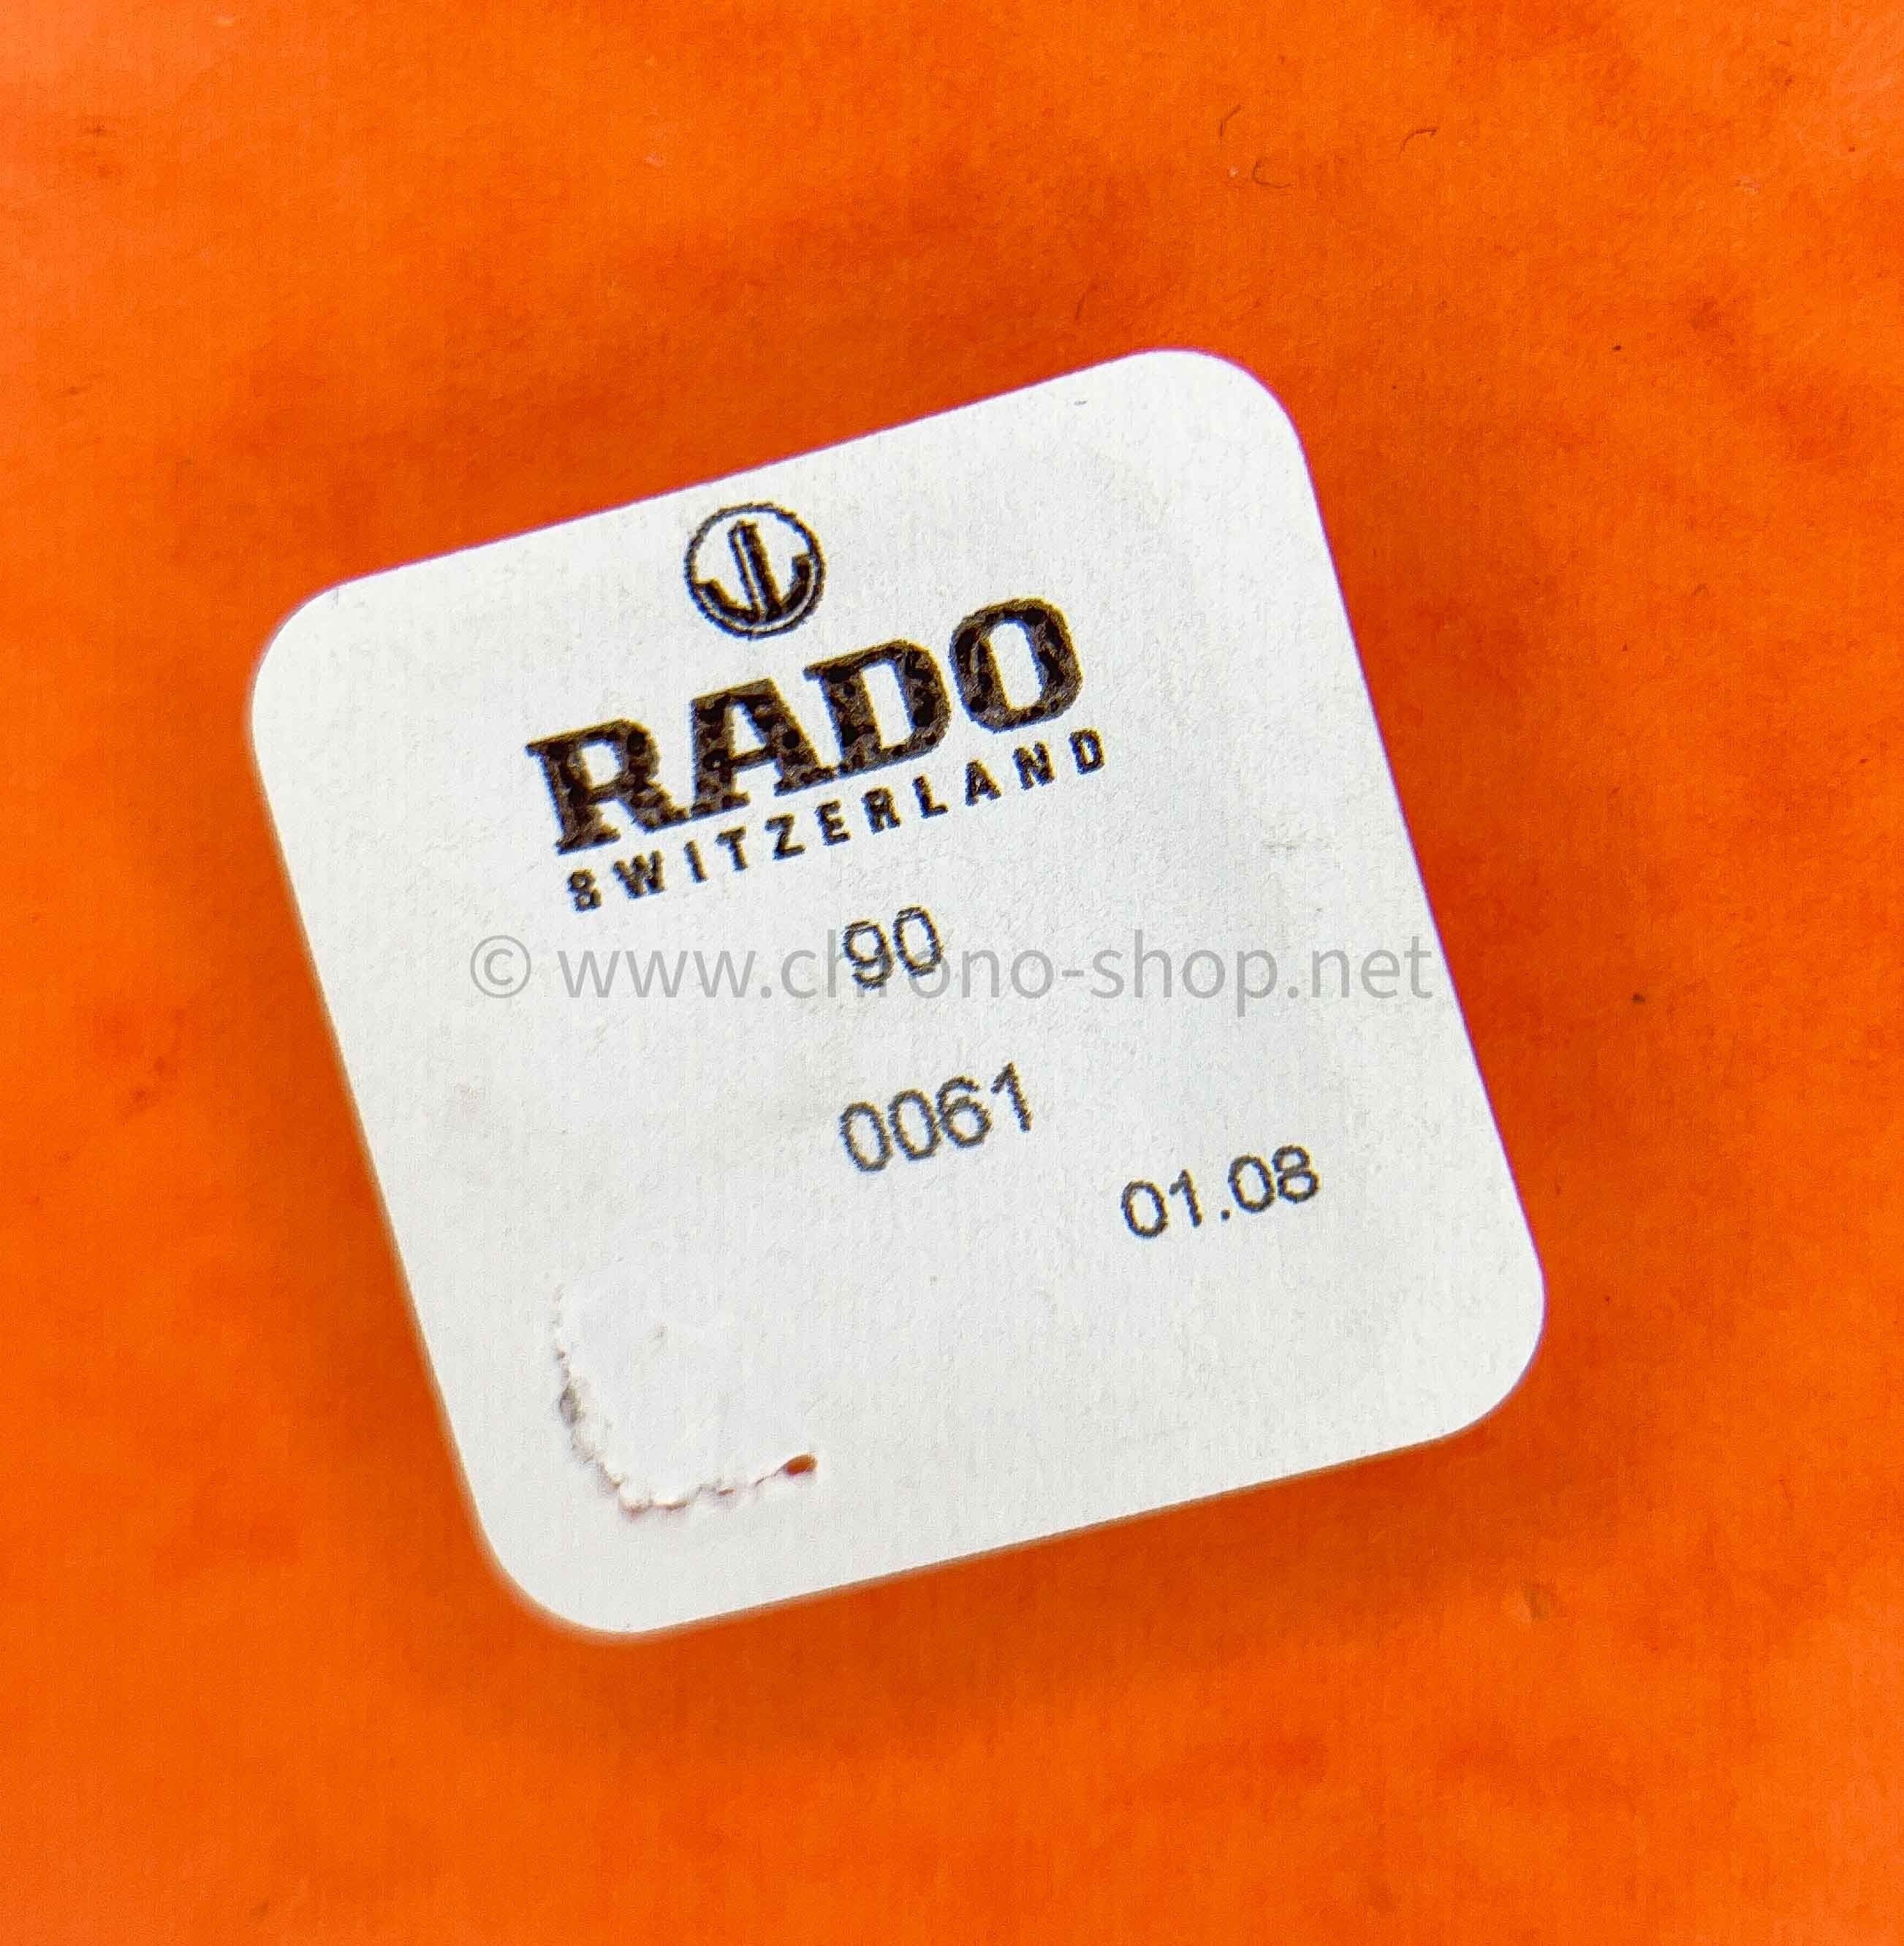 RADO
SWITZERLAND
90
© www.chrono-shop.net
0061
01.08